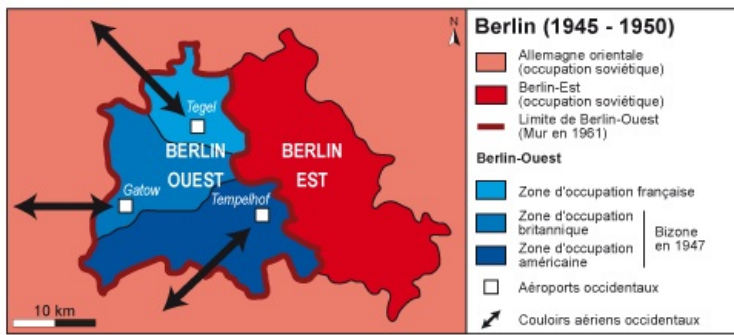 N
Tegel
BERLIN
OUEST
BERLIN
EST
Gatow
Tempelhof
10 km
Berlin (1945 - 1950)
Allemagne orientale
(occupation soviétique)
Berlin-Est
(occupation soviétique)
Limite de Berlin-Ouest
(Mur en 1961)
Berlin-Ouest
Zone d'occupation française
Zone d'occupation
britannique
Zone d'occupation
américaine
Bizone
en 1947
Aéroports occidentaux
Couloirs aériens occidentaux